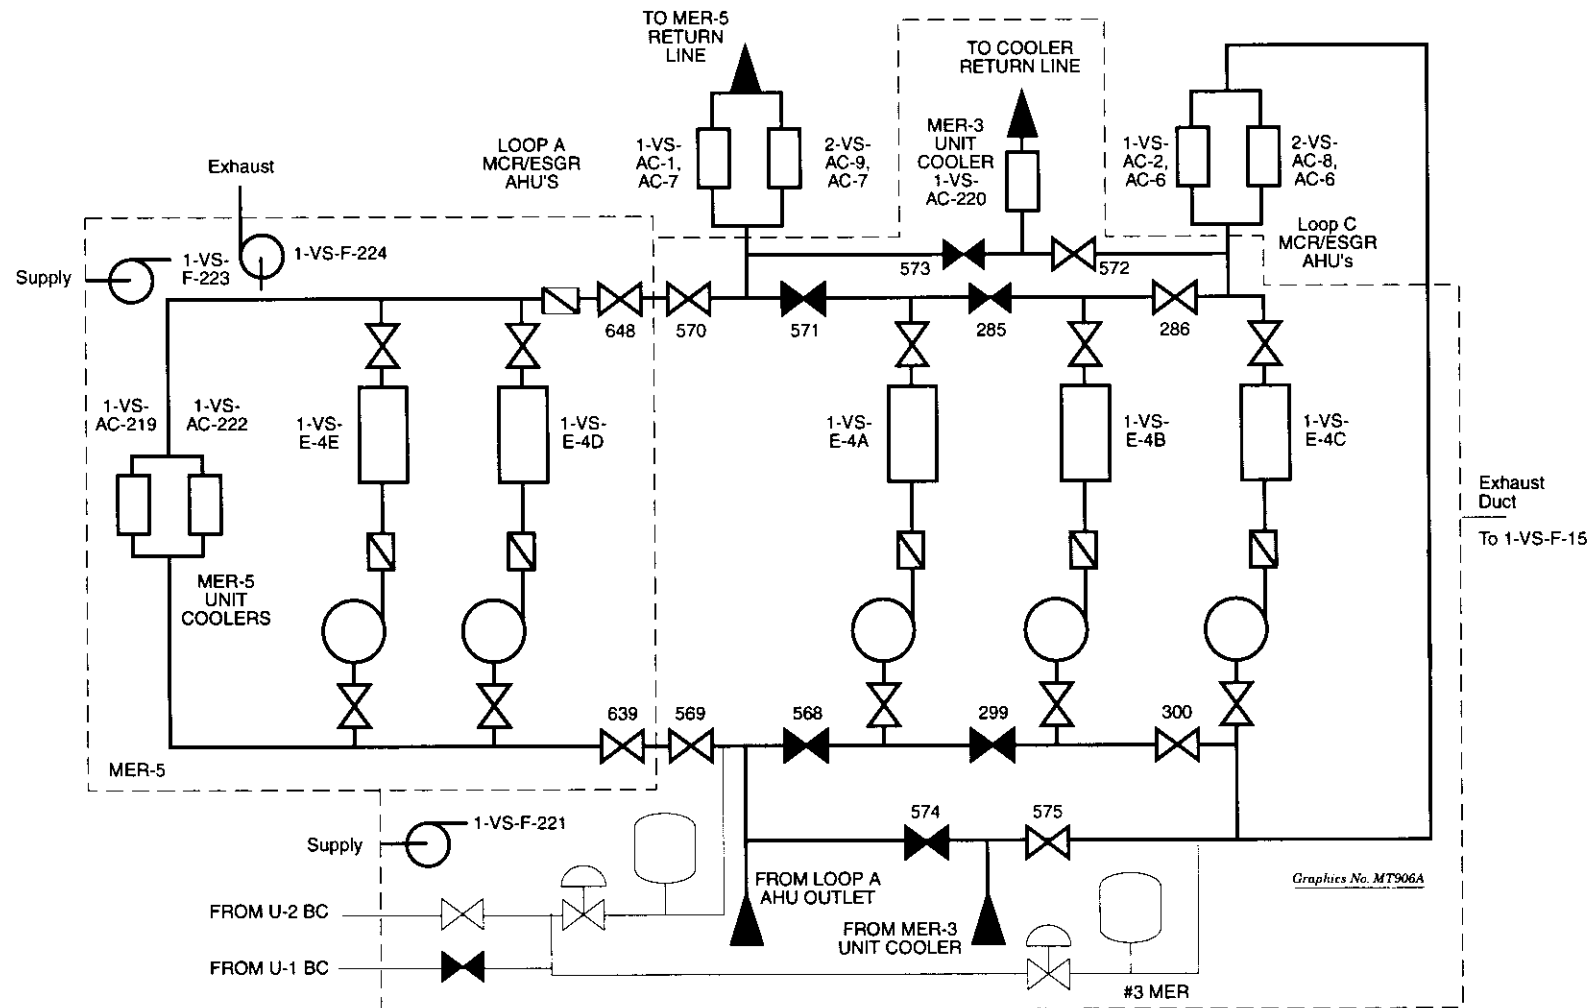 TO MER-5
RETURN
LINE
TO COOLER
RETURN LINE
LOOP A
MCR/ESGR
AHU'S
1-VS-
AC-1,
AC-7
2-VS-
AC-9,
AC-7
MER-3
UNIT
COOLER
1-VS-
AC-220
1-VS-
AC-2,
AC-6
2-VS-
AC-8,
AC-6
Loop C
MCR/ESGR
AHU's
Exhaust
1-VS-F-224
Supply
1-VS-
F-223
573
572
648
570
571
285
286
1-VS-
AC-219
1-VS-
AC-222
1-VS-
E-4E
1-VS-
E-4D
1-VS-
E-4A
1-VS-
E-4B
1-VS-
E-4C
Exhaust
Duct
To 1-VS-F-15
MER-5
UNIT
COOLERS
639
569
568
299
300
MER-5
574
575
Supply
1-VS-F-221
FROM LOOP A
AHU OUTLET
Graphics No. MT906A
FROM U-2 BC
FROM MER-3
UNIT COOLER
FROM U-1 BC
#3 MER